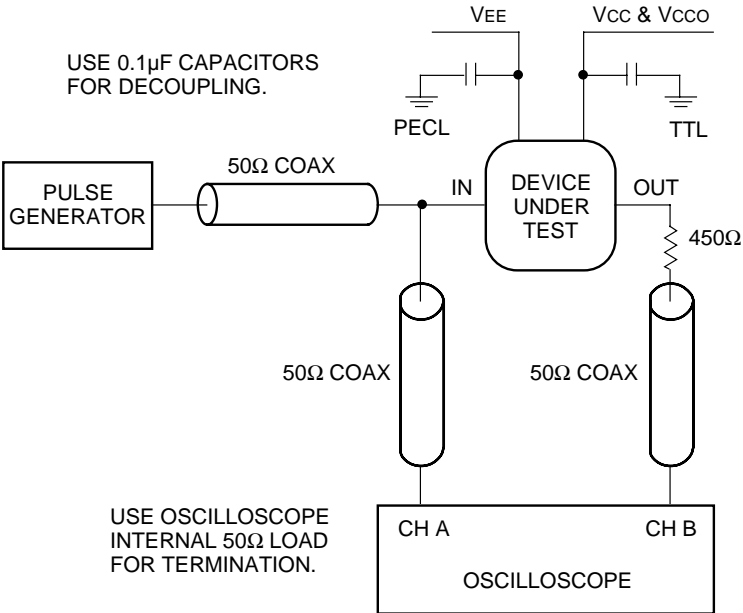 VEE
VCC & VCCO
USE 0.1µF CAPACITORS
FOR DECOUPLING.
PECL
TTL
50Ω COAX
PULSE
GENERATOR
IN
DEVICE
UNDER
TEST
OUT
450Ω
50Ω COAX
50Ω COAX
USE OSCILLOSCOPE
INTERNAL 50Ω LOAD
FOR TERMINATION.
CH A
CH B
OSCILLOSCOPE